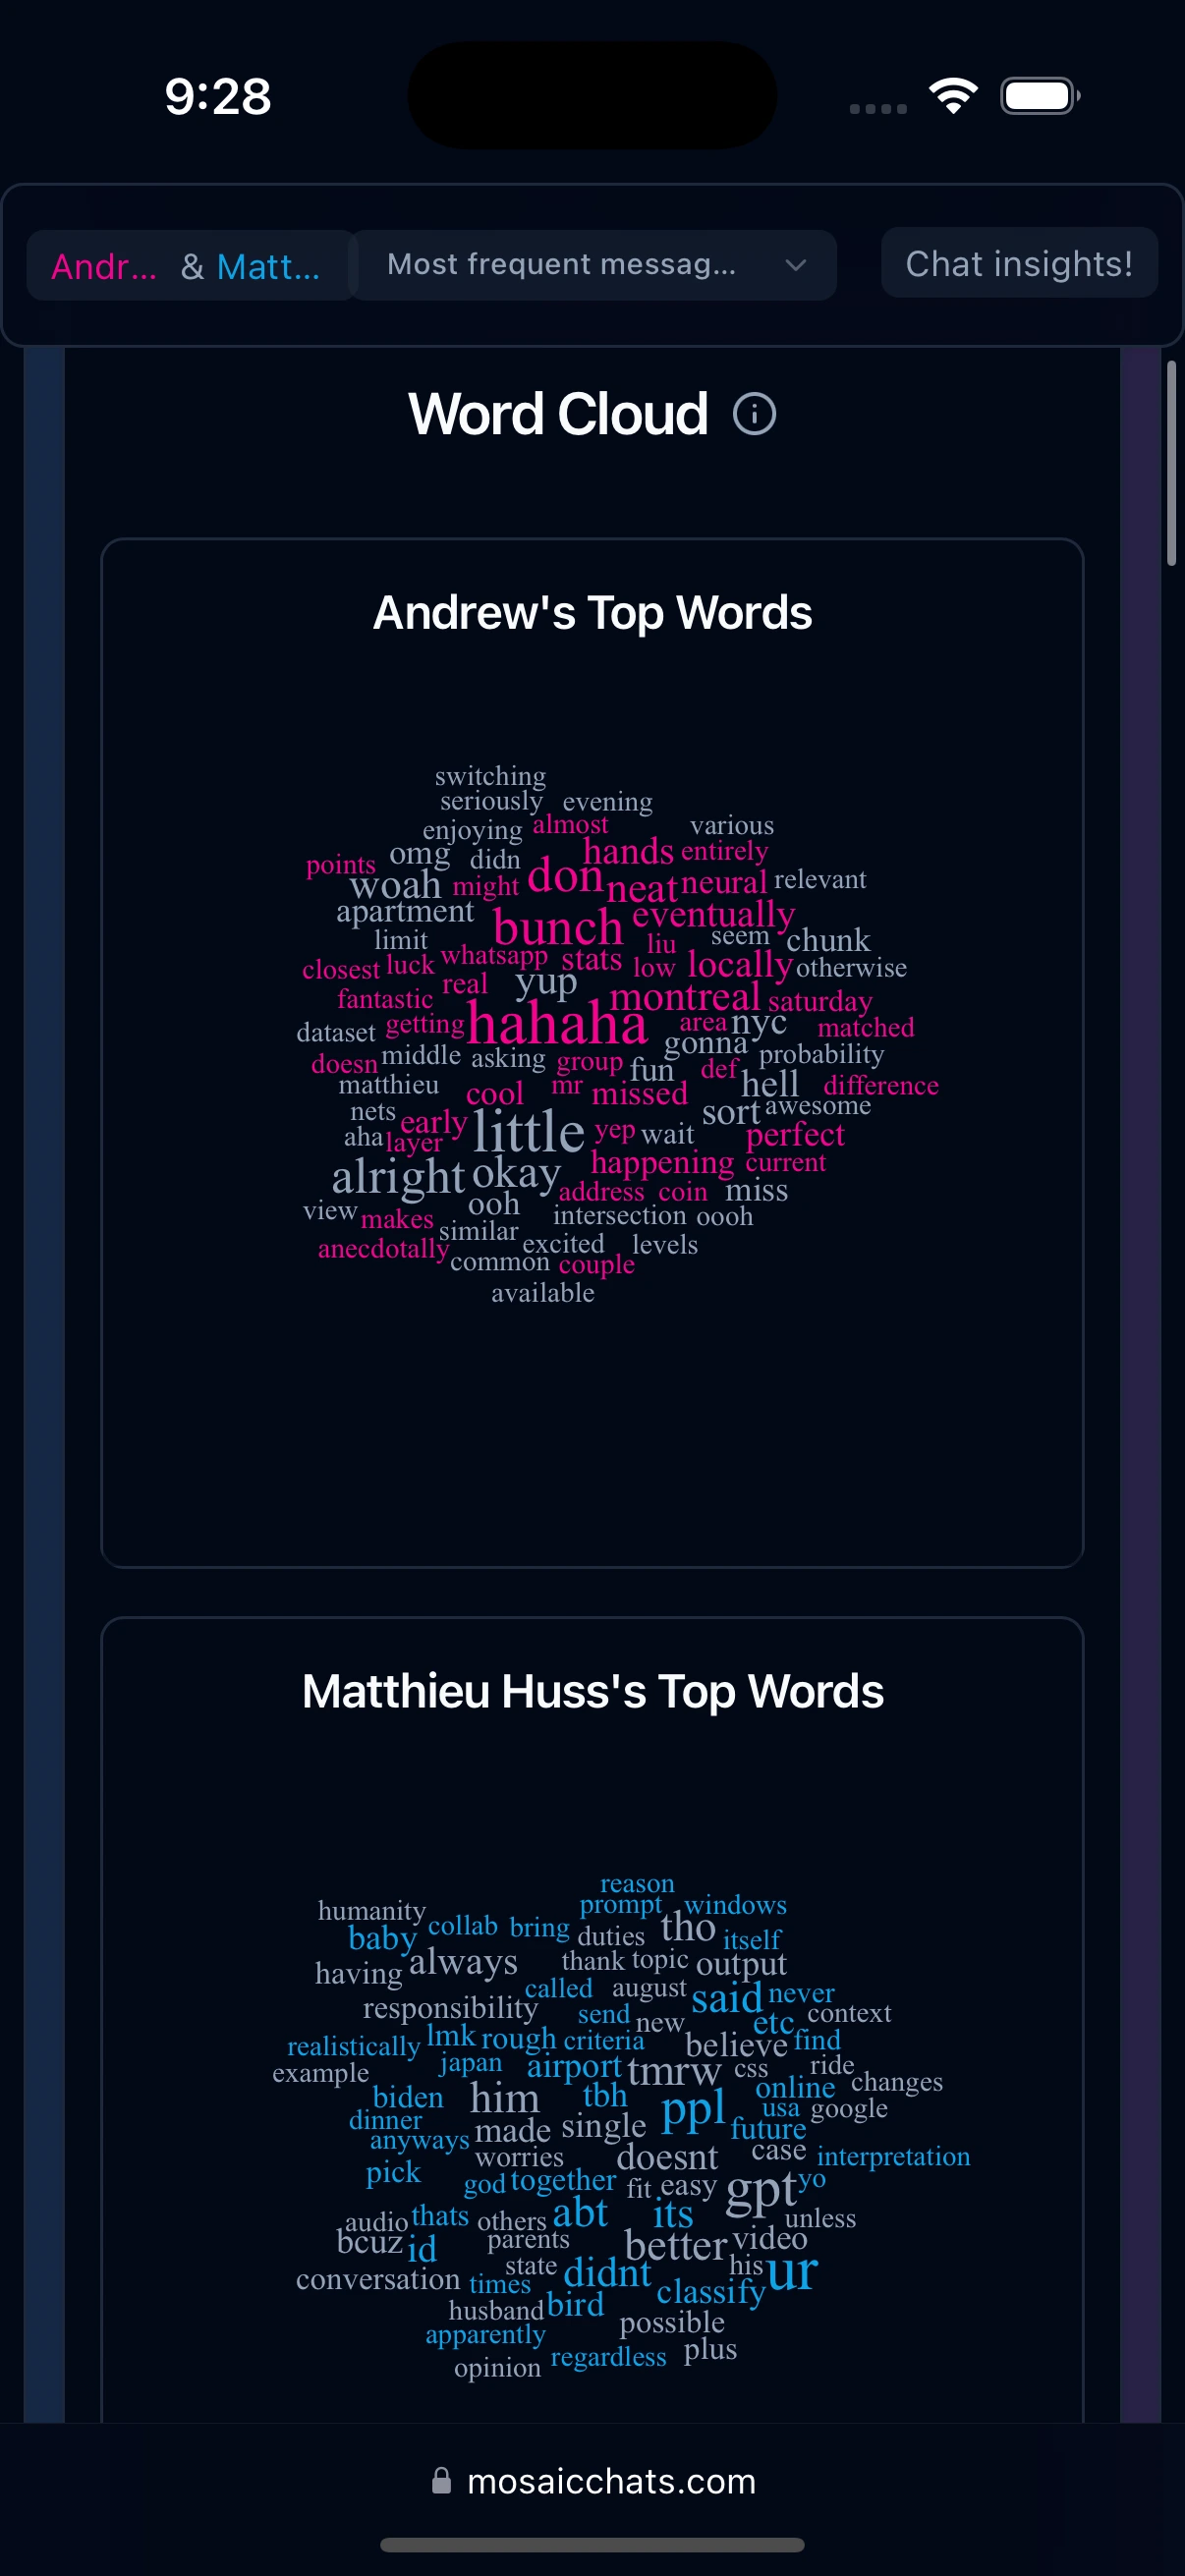 9:28
Andr... & Matt... Most frequent messag... Chat insights!
Word Cloud
Andrew's Top Words
switching
seriously evening
enjoying almost various
omg didn hands entirely
points woah might don neat neural relevant
apartment bunch eventually
limit liu seem chunk
closest luck whatsapp stats low locally otherwise
fantastic real yup montreal saturday
dataset getting hahaha area nyc matched
doesn middle asking group fun gonna probability
matthieu cool mr missed def hell difference
nets early little yep wait sort awesome
aha layer perfect
alright okay happening current
view makes ooh address coin miss
similar intersection oooh
anecdotally common excited levels
couple
available
Matthieu Huss's Top Words
reason
humanity prompt windows
baby collab bring duties tho itself
having always thank topic output
called august said never
responsibility send new etc context
realistically lmk rough criteria believe find
example japan airport tmrw css ride
biden him tbh ppl online changes
dinner made single usa google
anyways worries doesnt future case interpretation
pick god together fit easy gpt yo
audio thats others abt its unless
bcuz id parents better video
conversation times state didnt his ur
husband bird classify
apparently possible
opinion regardless plus
mosaicchats.com